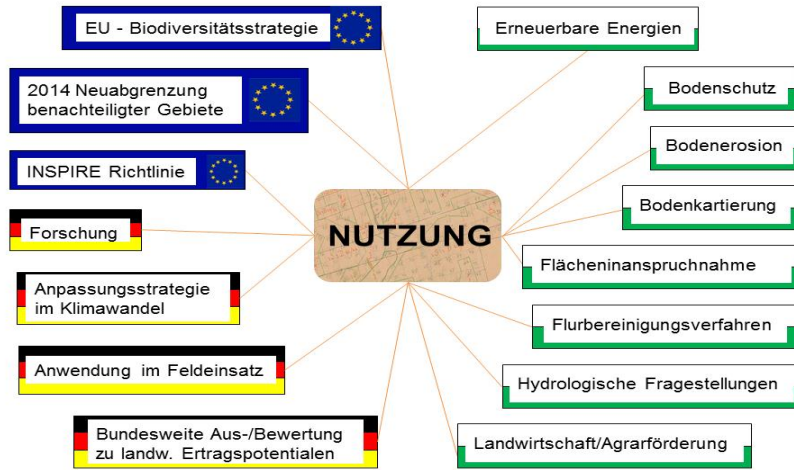 EU - Biodiversitätsstrategie
2014 Neuabgrenzung
benachteiligter Gebiete
INSPIRE Richtlinie
Forschung
Anpassungsstrategie
im Klimawandel
Anwendung im Feldeinsatz
Bundesweite Aus-/Bewertung
zu landw. Ertragspotentialen
NUTZUNG
Erneuerbare Energien
Bodenschutz
Bodenerosion
Bodenkartierung
Flächeninanspruchnahme
Flurbereinigungsverfahren
Hydrologische Fragestellungen
Landwirtschaft/Agrarförderung